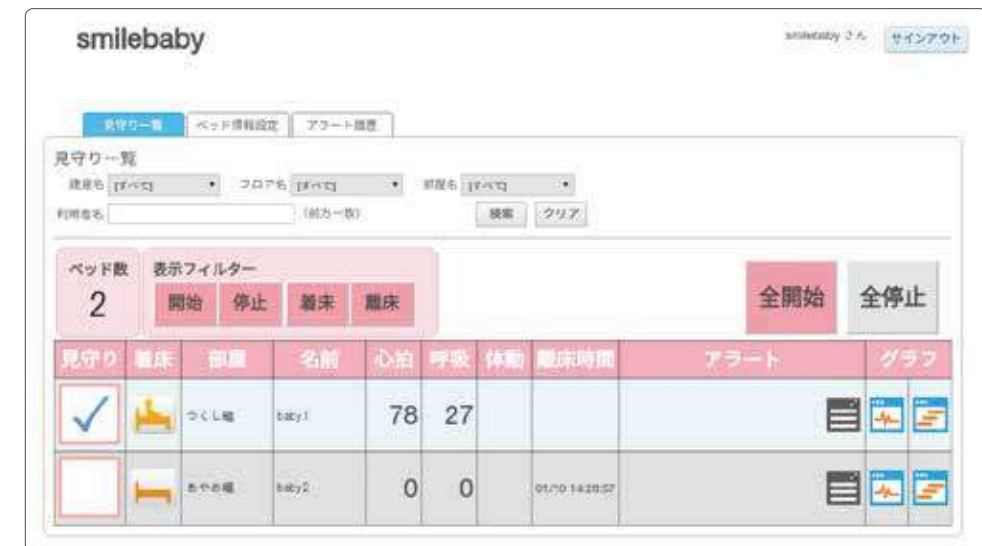 smilebaby
smilebaby さん サインアウト
見守り一覧 ベッド情報設定 アラート履歴
見守り一覧
建屋名 [すべて] フロア名 [すべて] 部屋名 [すべて]
利用者名 (前方一致) 検索 クリア
ベッド数 表示フィルター
2 開始 停止 着床 離床 全開始 全停止
見守り 着床 部屋 名前 心拍 呼吸 体動 離床時間 アラート グラフ
つくし組 baby1 78 27
あやめ組 baby2 0 0 01/10 14:28:57